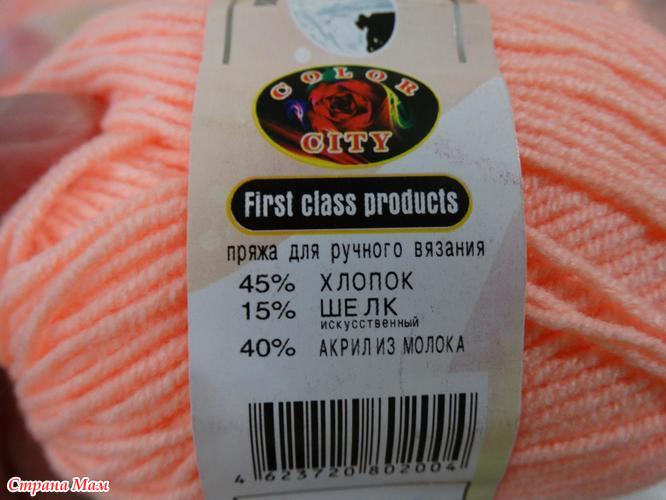 COLOR
CITY
First class products
пряжа для ручного вязания
45% ХЛОПОК
15% ШЕЛК
искусственный
40% АКРИЛ ИЗ МОЛОКА
4 623720 802004
Страна Мам